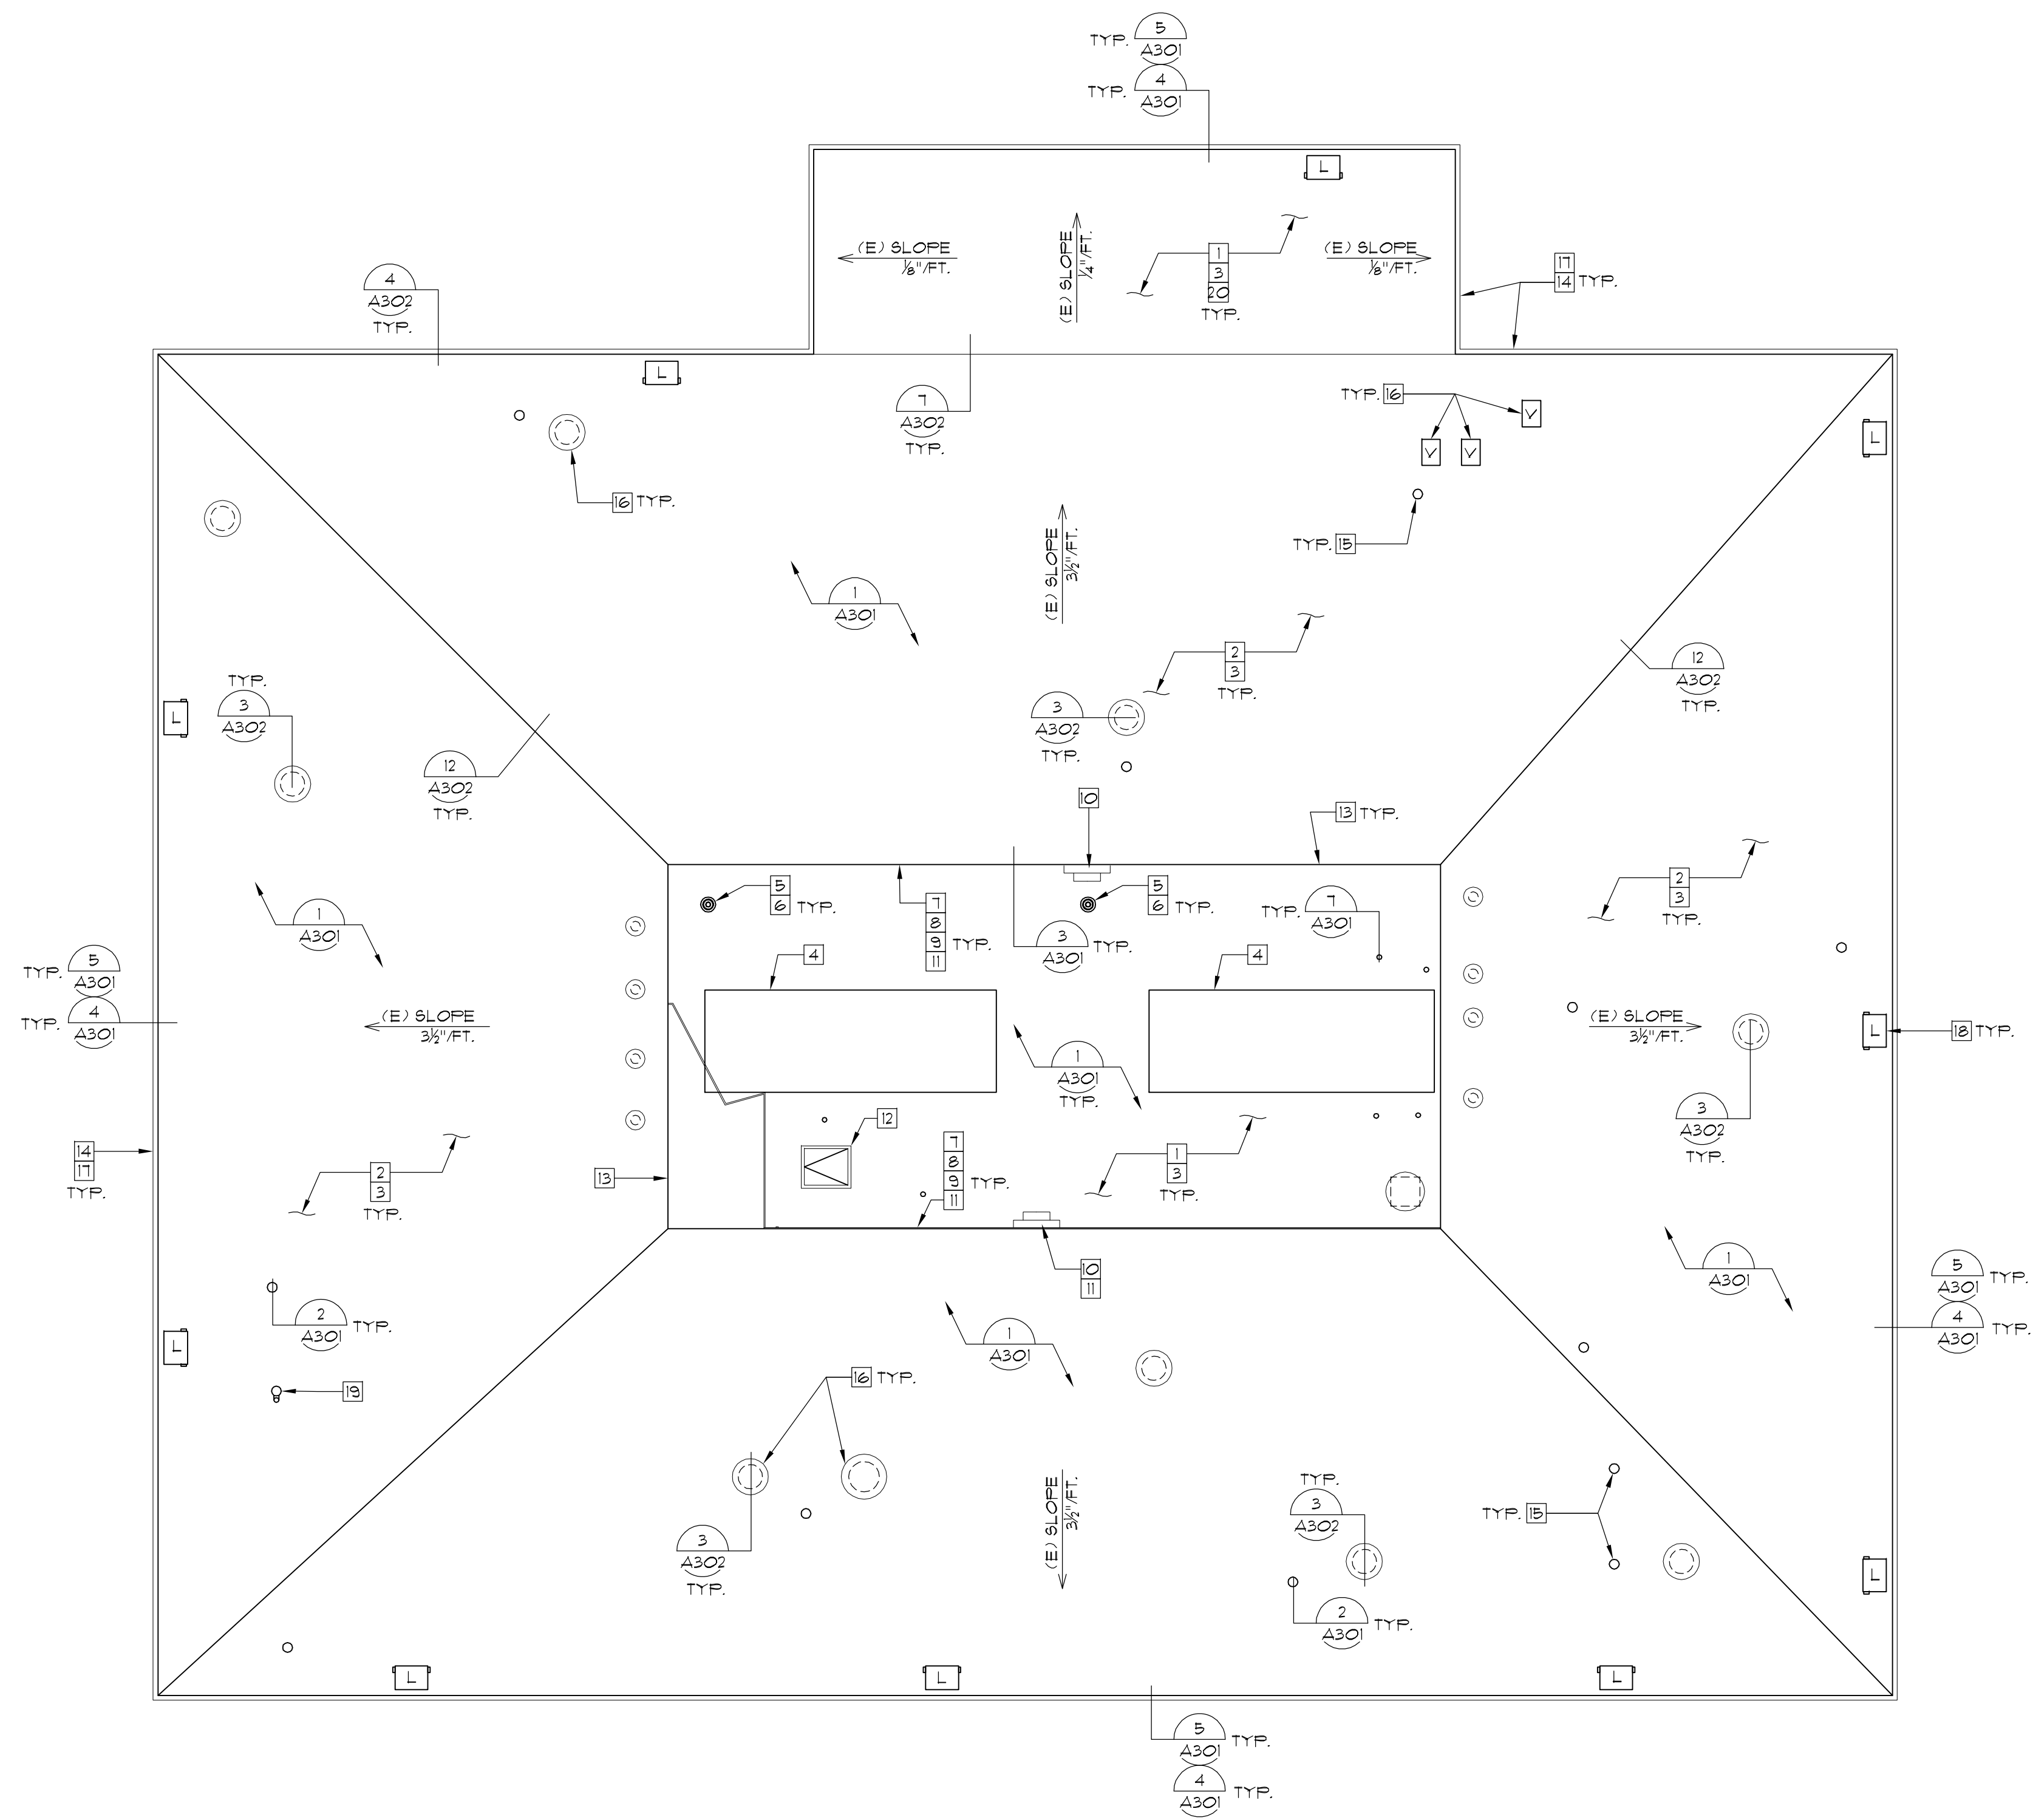 5
TYP.
A301
4
TYP.
A301
L
(E) SLOPE
1/8"/FT.
(E) SLOPE
1/4"/FT.
1
3
20
TYP.
(E) SLOPE
1/8"/FT.
17
14 TYP.
4
A302
TYP.
L
7
A302
TYP.
TYP. 16
V
V
V
L
16 TYP.
TYP. 15
(E) SLOPE
3½"/FT.
1
A301
2
3
TYP.
12
A302
TYP.
TYP.
3
A302
L
3
A302
TYP.
12
A302
TYP.
10
13 TYP.
2
3
TYP.
1
A301
5
6 TYP.
7
8
9 TYP.
11
5
6 TYP.
7
TYP.
A301
3
TYP.
A301
4
4
5
TYP.
A301
4
TYP.
A301
(E) SLOPE
3½"/FT.
(E) SLOPE
3½"/FT.
L
18 TYP.
1
A301
TYP.
3
A302
TYP.
12
14
17
TYP.
2
3
TYP.
13
7
8
9 TYP.
11
1
3
TYP.
10
11
1
A301
5
TYP.
A301
4
TYP.
A301
2
TYP.
A301
L
1
A301
19
16 TYP.
3
A302
TYP.
(E) SLOPE
3½"/FT.
TYP.
3
A302
TYP. 15
L
2
TYP.
A301
L
L
L
5
TYP.
A301
4
TYP.
A301